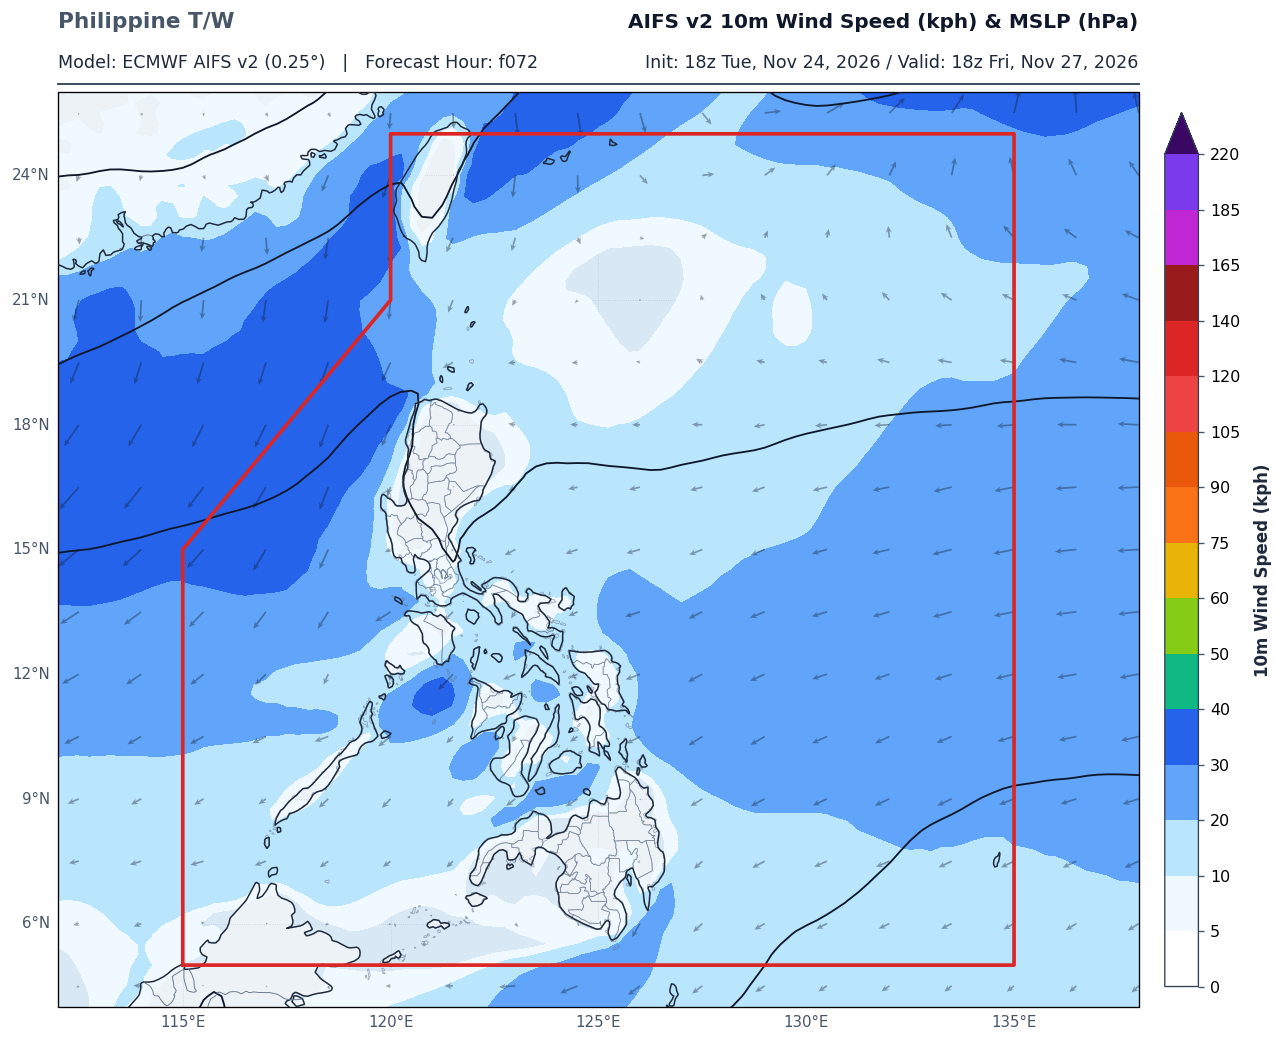 Philippine T/W
AIFS v2 10m Wind Speed (kph) & MSLP (hPa)
Model: ECMWF AIFS v2 (0.25°) | Forecast Hour: f072
Init: 18z Tue, Nov 24, 2026 / Valid: 18z Fri, Nov 27, 2026
24°N
21°N
18°N
15°N
12°N
9°N
6°N
115°E
120°E
125°E
130°E
135°E
220
185
165
140
120
105
90
75
60
50
40
30
20
10
5
0
10m Wind Speed (kph)